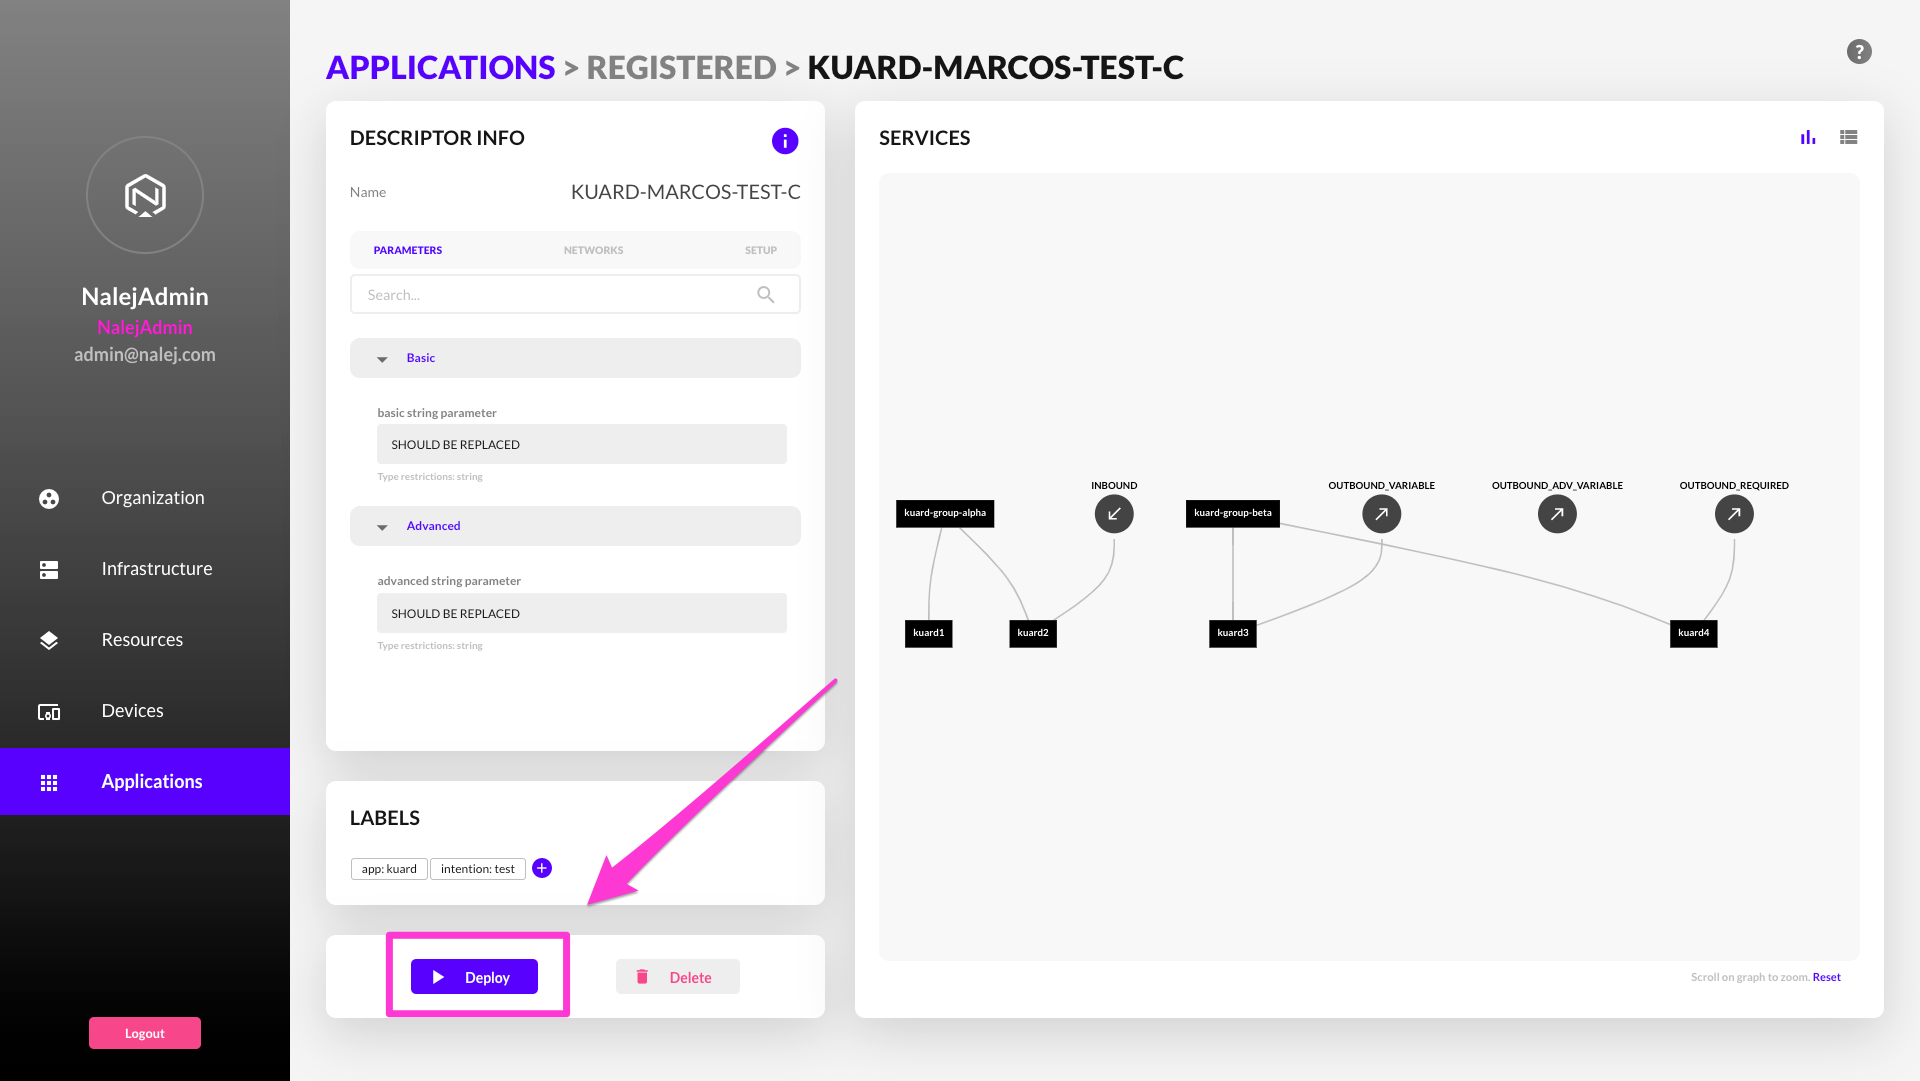 NalejAdmin
NalejAdmin
admin@nalej.com
Organization
Infrastructure
Resources
Devices
Applications
Logout
APPLICATIONS > REGISTERED > KUARD-MARCOS-TEST-C
?
DESCRIPTOR INFO
i
Name KUARD-MARCOS-TEST-C
PARAMETERS NETWORKS SETUP
Search...
Basic
basic string parameter
SHOULD BE REPLACED
Type restrictions: string
Advanced
advanced string parameter
SHOULD BE REPLACED
Type restrictions: string
LABELS
app: kuard intention: test +
Deploy Delete
SERVICES
INBOUND OUTBOUND_VARIABLE OUTBOUND_ADV_VARIABLE OUTBOUND_REQUIRED
kuard-group-alpha kuard-group-beta
kuard1 kuard2 kuard3 kuard4
Scroll on graph to zoom. Reset